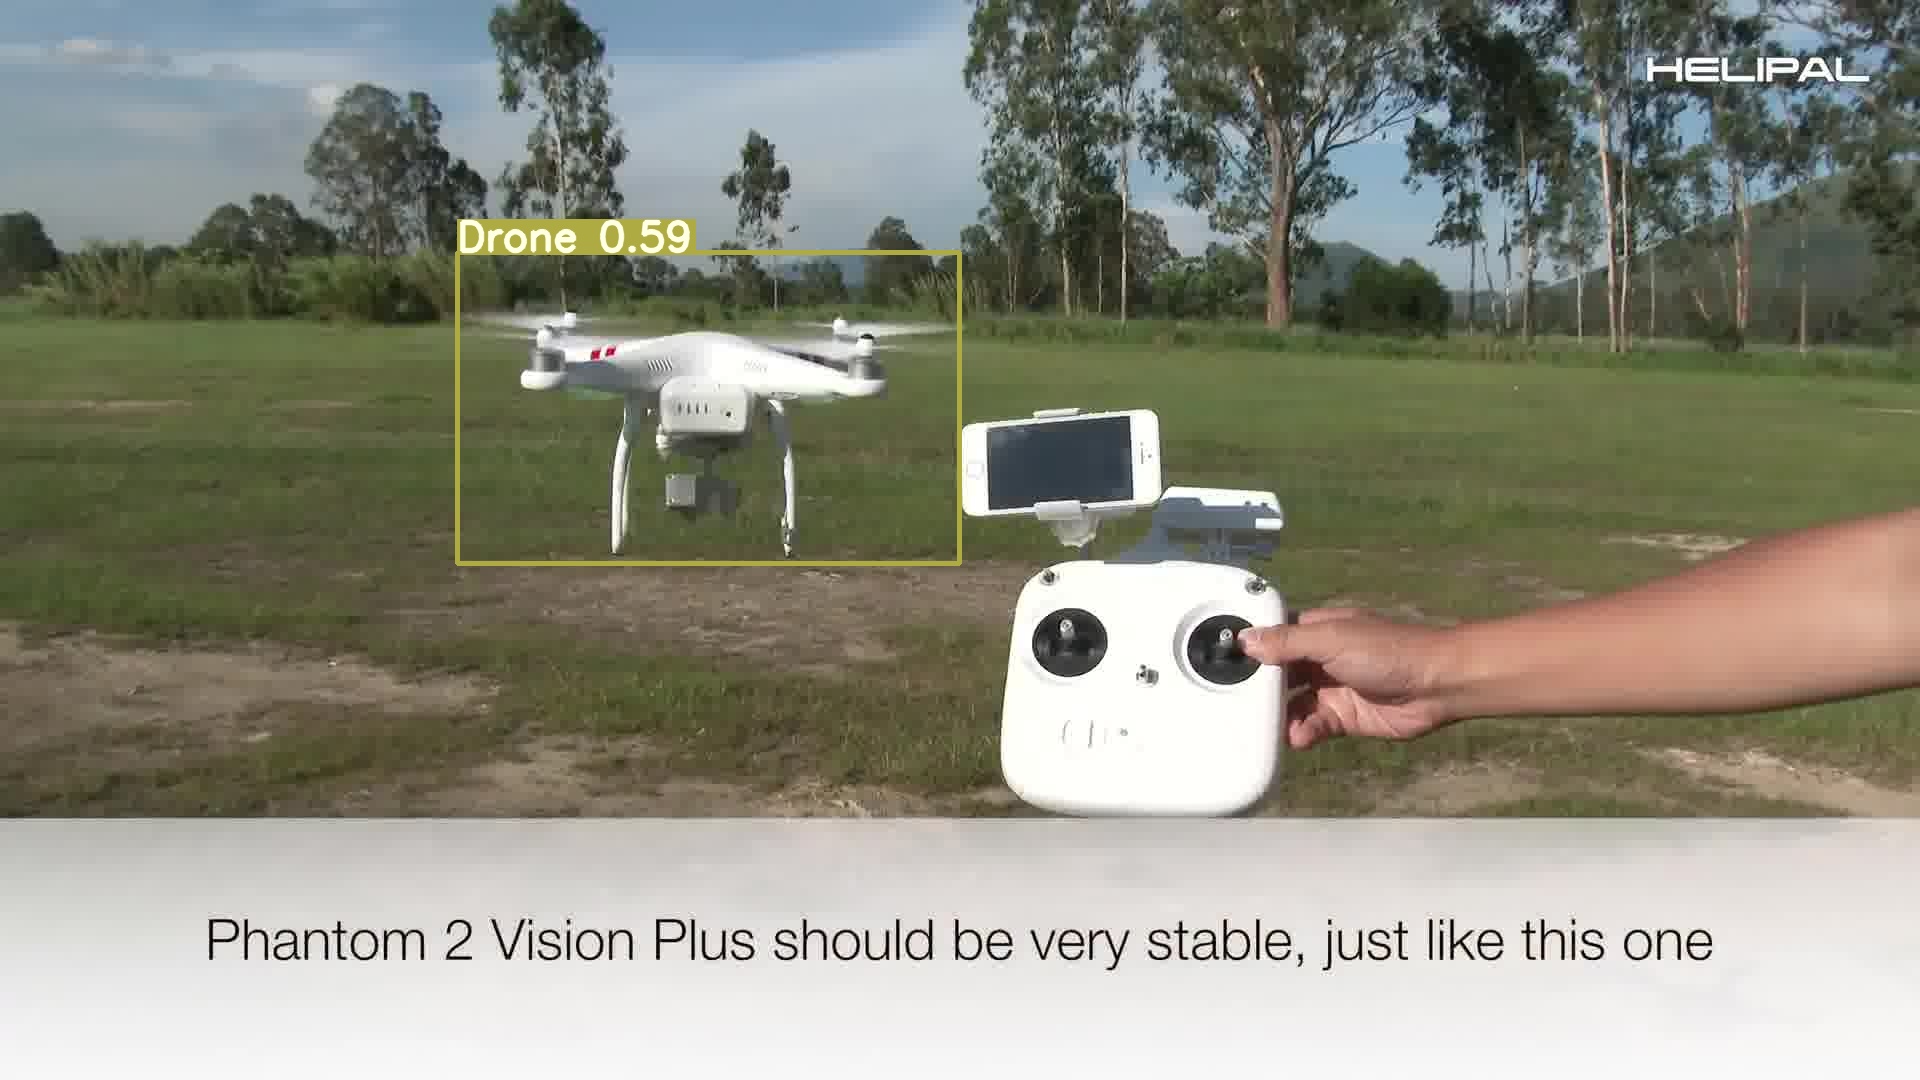 HELIPAL
Drone 0.59
Phantom 2 Vision Plus should be very stable, just like this one